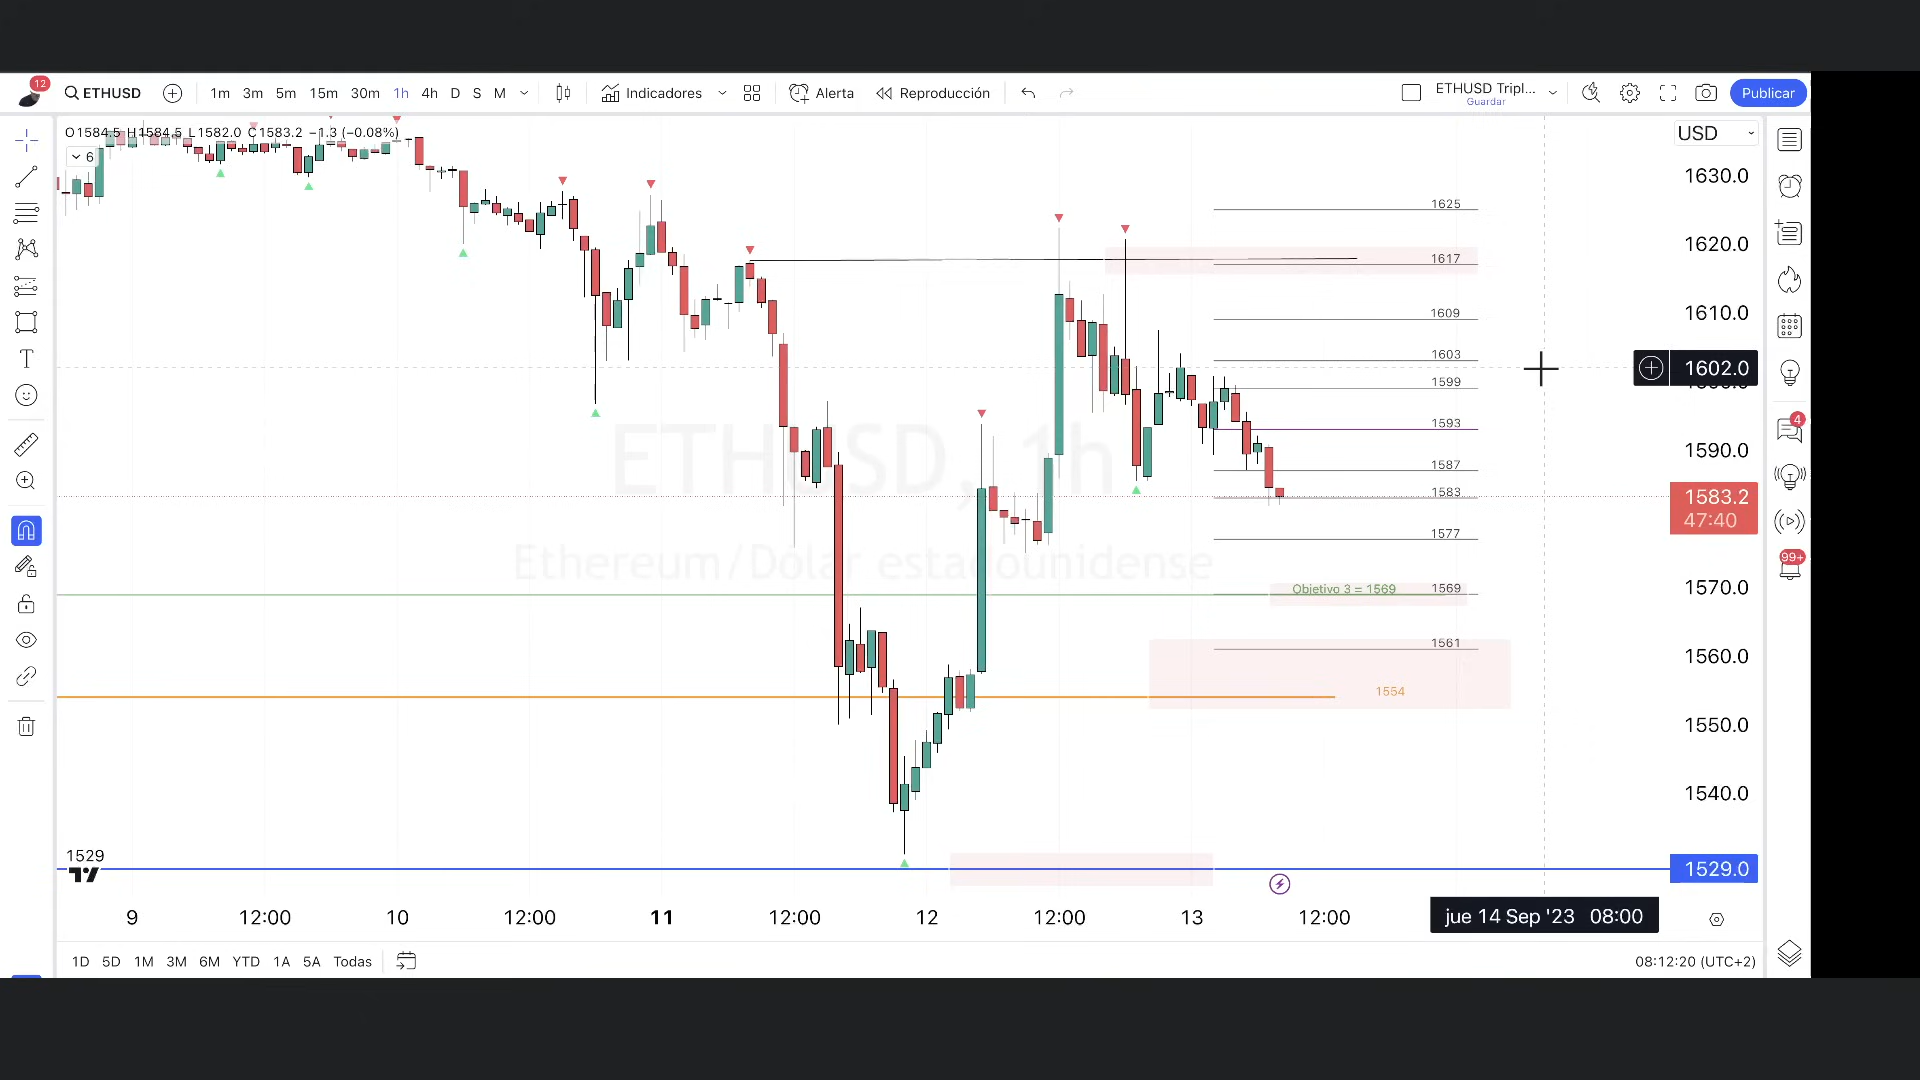 12
ETHUSD
1m 3m 5m 15m 30m 1h 4h D S M
Indicadores
Alerta
Reproducción
ETHUSD Tripl...
Guardar
Publicar
O1584.5 H1584.5 L1582.0 C1583.2 −1.3 (−0.08%)
6
USD
1630.0
1620.0
1610.0
1602.0
1590.0
1583.2
47:40
1570.0
1560.0
1550.0
1540.0
1529.0
1625
1617
1609
1603
1599
1593
1587
1583
1577
Objetivo 3 = 1569
1569
1561
1554
ETHUSD, 1h
Ethereum/Dólar estadounidense
4
99+
1529
9 12:00 10 12:00 11 12:00 12 12:00 13 12:00
jue 14 Sep '23 08:00
1D 5D 1M 3M 6M YTD 1A 5A Todas
08:12:20 (UTC+2)